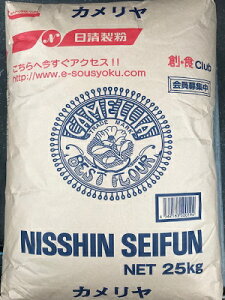 カメリヤ
日清製粉
こちらへ今すぐアクセス!!
http://www.e-sousyoku.com
創・食Club
会員募集中
CAMELLIA
TRADE MARK
BEST FLOUR
NISSHIN SEIFUN
NET 25kg
カメリヤ